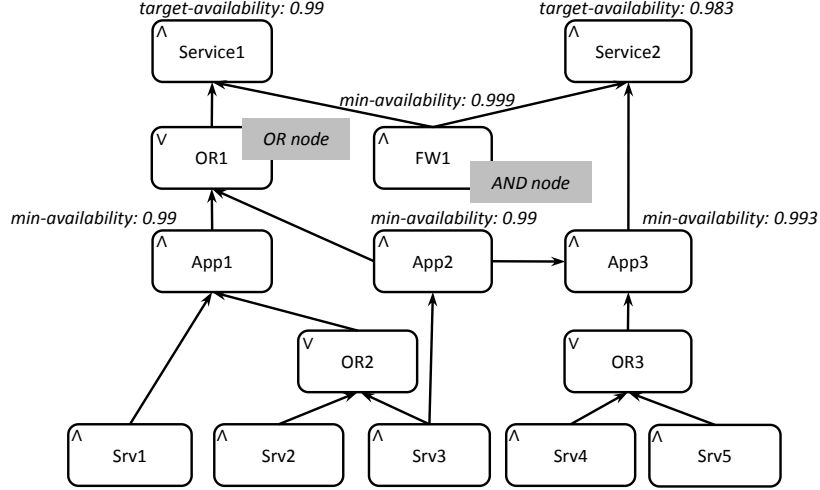 target-availability: 0.99
target-availability: 0.983
Λ
Service1
Λ
Service2
min-availability: 0.999
V
OR1
OR node
Λ
FW1
AND node
min-availability: 0.99
min-availability: 0.99
min-availability: 0.993
Λ
App1
Λ
App2
Λ
App3
V
OR2
V
OR3
Λ
Srv1
Λ
Srv2
Λ
Srv3
Λ
Srv4
Λ
Srv5